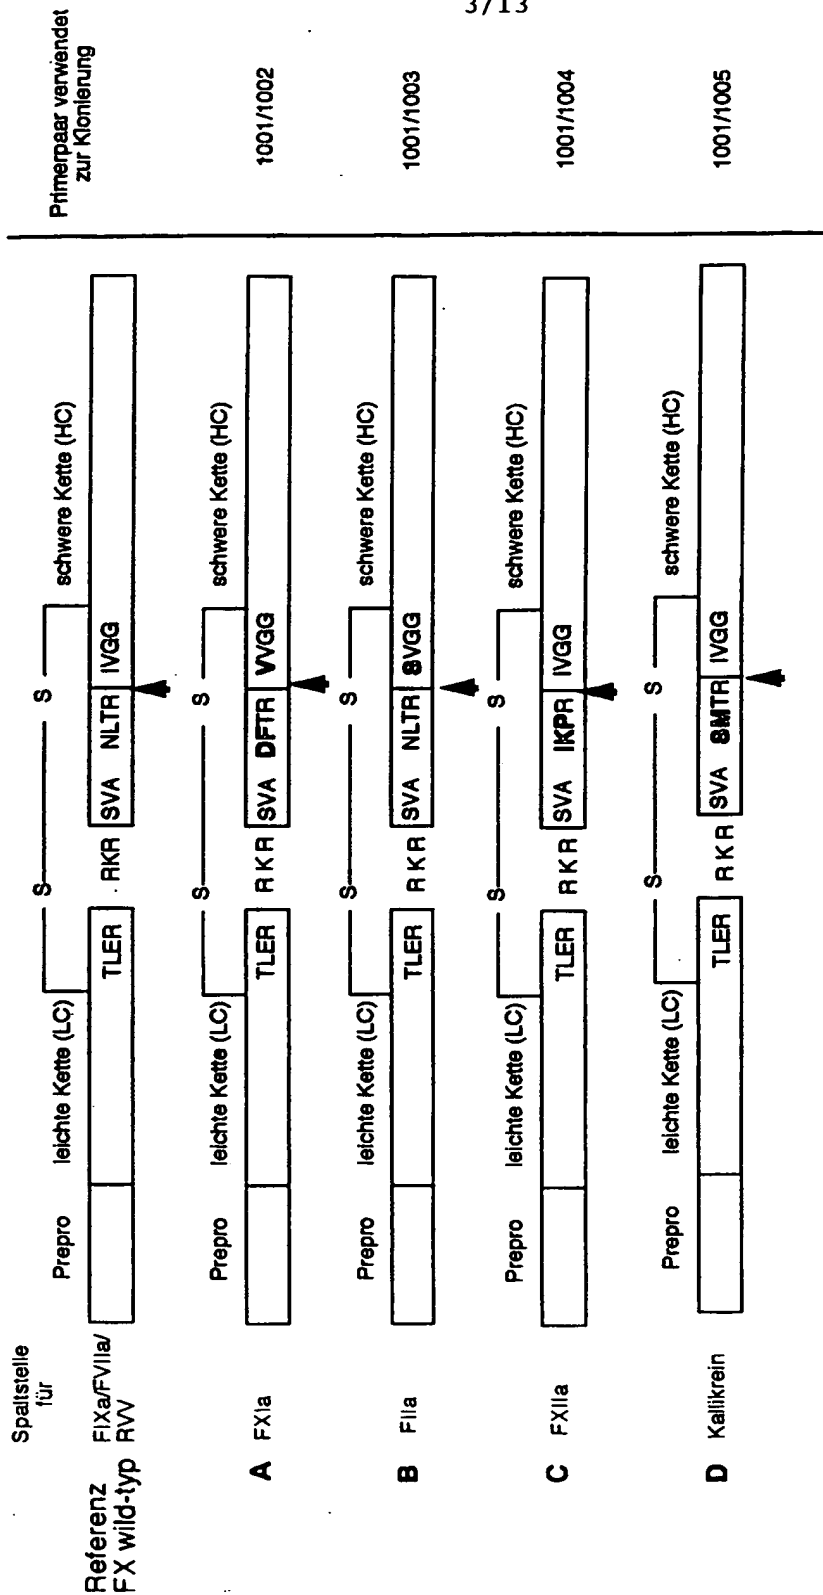 3/13
Spaltstelle
für
Primerpaar verwendet
zur Klonierung
Referenz
FX wild-typ
FIXa/FVIIa/
RVV
Prepro
leichte Kette (LC)
S
S
schwere Kette (HC)
TLER
RKR
SVA NLTR
IVGG
A
FXIa
Prepro
leichte Kette (LC)
S
S
schwere Kette (HC)
TLER
R K R
SVA DFTR
VVGG
1001/1002
B
FIIa
Prepro
leichte Kette (LC)
S
S
schwere Kette (HC)
TLER
R K R
SVA NLTR
SVGG
1001/1003
C
FXIIa
Prepro
leichte Kette (LC)
S
S
schwere Kette (HC)
TLER
R K R
SVA IKPR
IVGG
1001/1004
D
Kallikrein
Prepro
leichte Kette (LC)
S
S
schwere Kette (HC)
TLER
R K R
SVA SMTR
IVGG
1001/1005